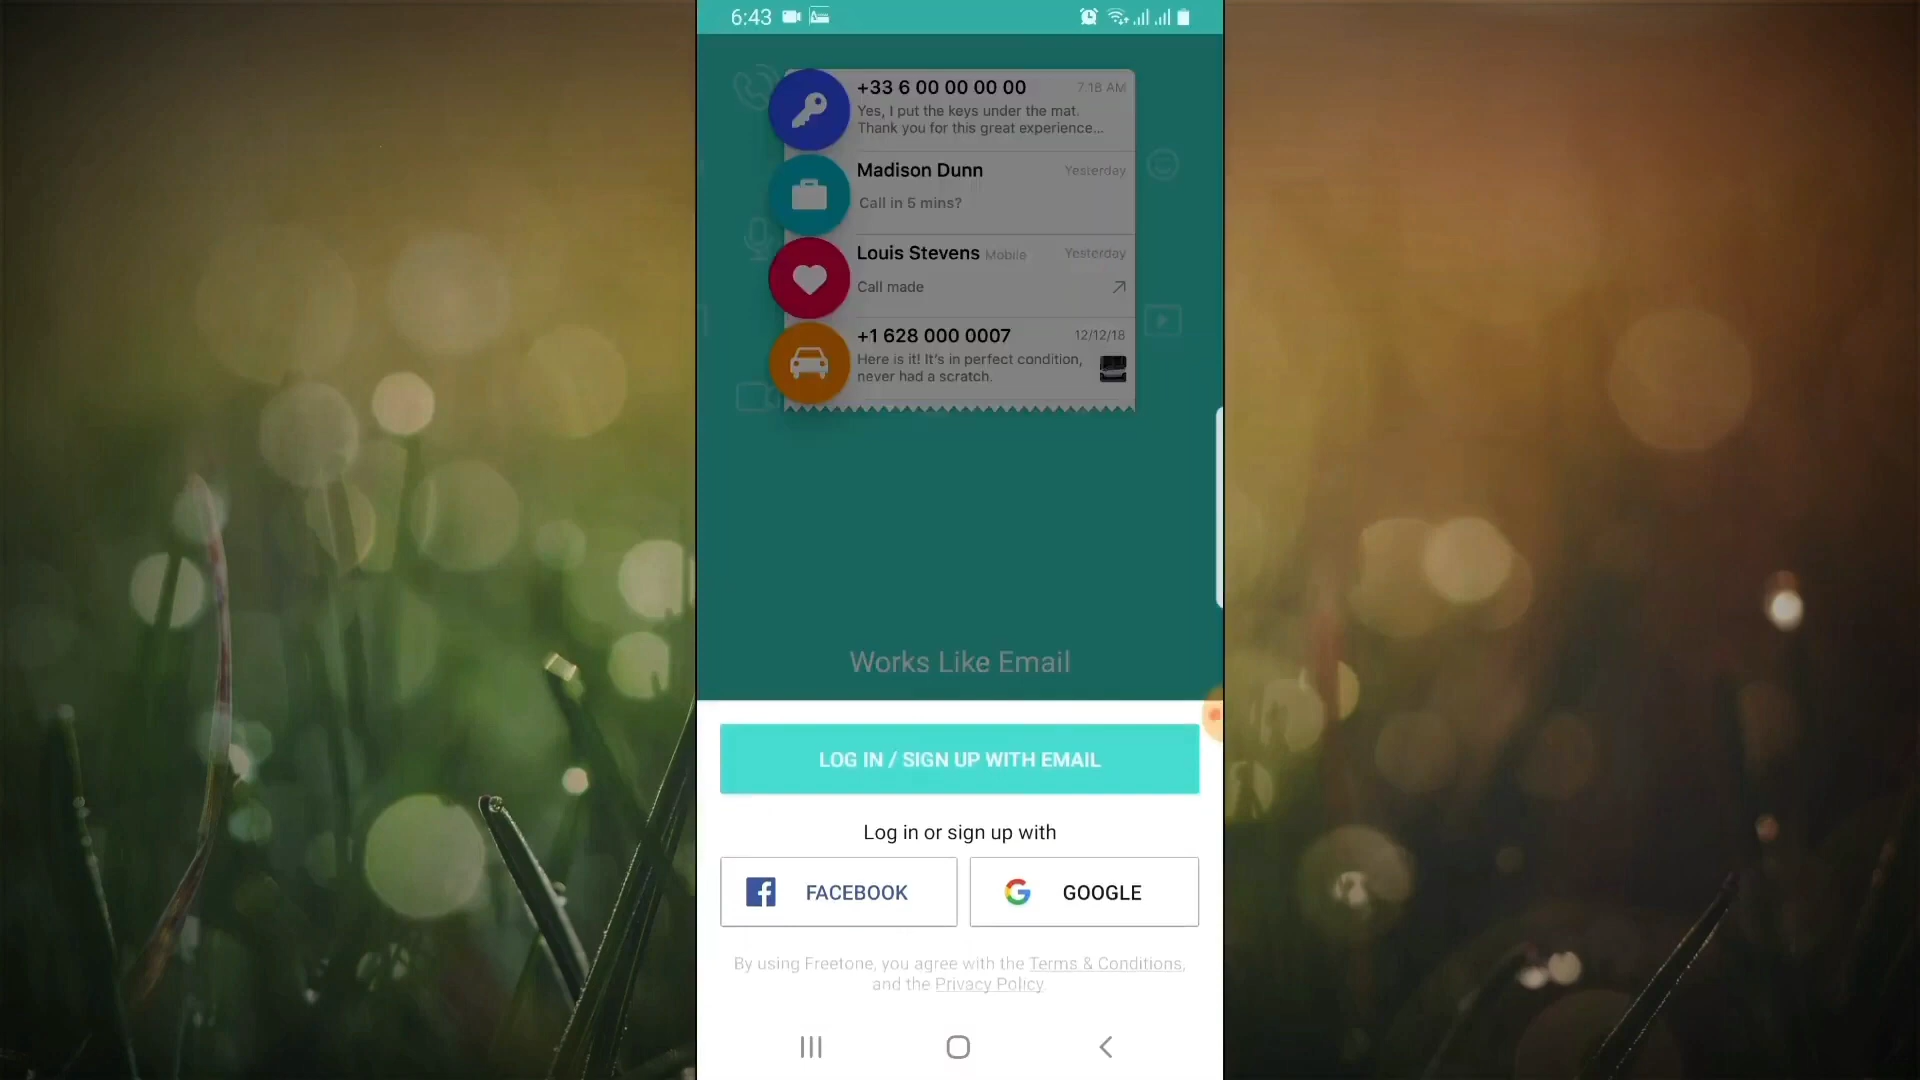 6:43
+33 6 00 00 00 00 7:18 AM
Yes, I put the keys under the mat.
Thank you for this great experience...
Madison Dunn Yesterday
Call in 5 mins?
Louis Stevens Mobile Yesterday
Call made
+1 628 000 0007 12/12/18
Here is it! It's in perfect condition,
never had a scratch.
Works Like Email
LOG IN / SIGN UP WITH EMAIL
Log in or sign up with
FACEBOOK GOOGLE
By using Freetone, you agree with the Terms & Conditions,
and the Privacy Policy